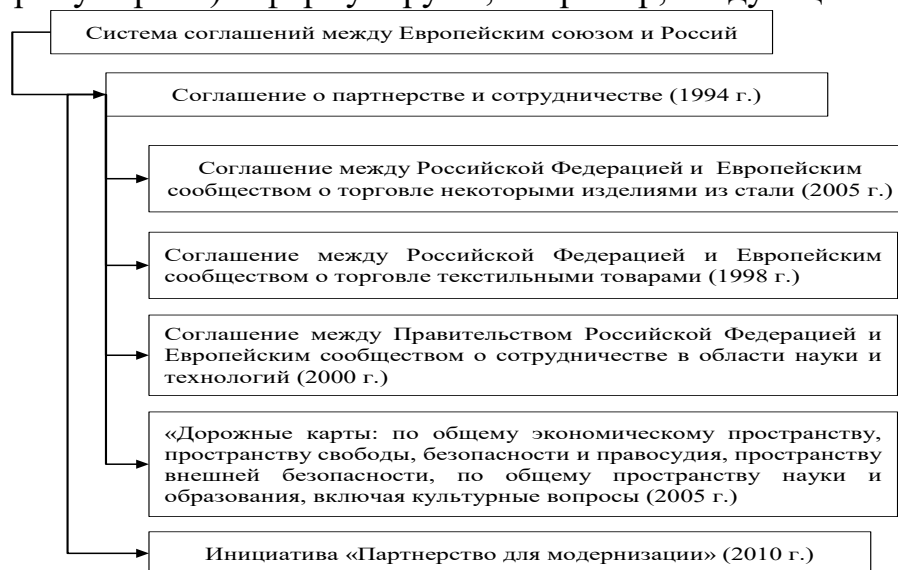 Система соглашений между Европейским союзом и Россий
Соглашение о партнерстве и сотрудничестве (1994 г.)
Соглашение между Российской Федерацией и Европейским
сообществом о торговле некоторыми изделиями из стали (2005 г.)
Соглашение между Российской Федерацией и Европейским
сообществом о торговле текстильными товарами (1998 г.)
Соглашение между Правительством Российской Федерацией и
Европейским сообществом о сотрудничестве в области науки и
технологий (2000 г.)
«Дорожные карты: по общему экономическому пространству,
пространству свободы, безопасности и правосудия, пространству
внешней безопасности, по общему пространству науки и
образования, включая культурные вопросы (2005 г.)
Инициатива «Партнерство для модернизации» (2010 г.)